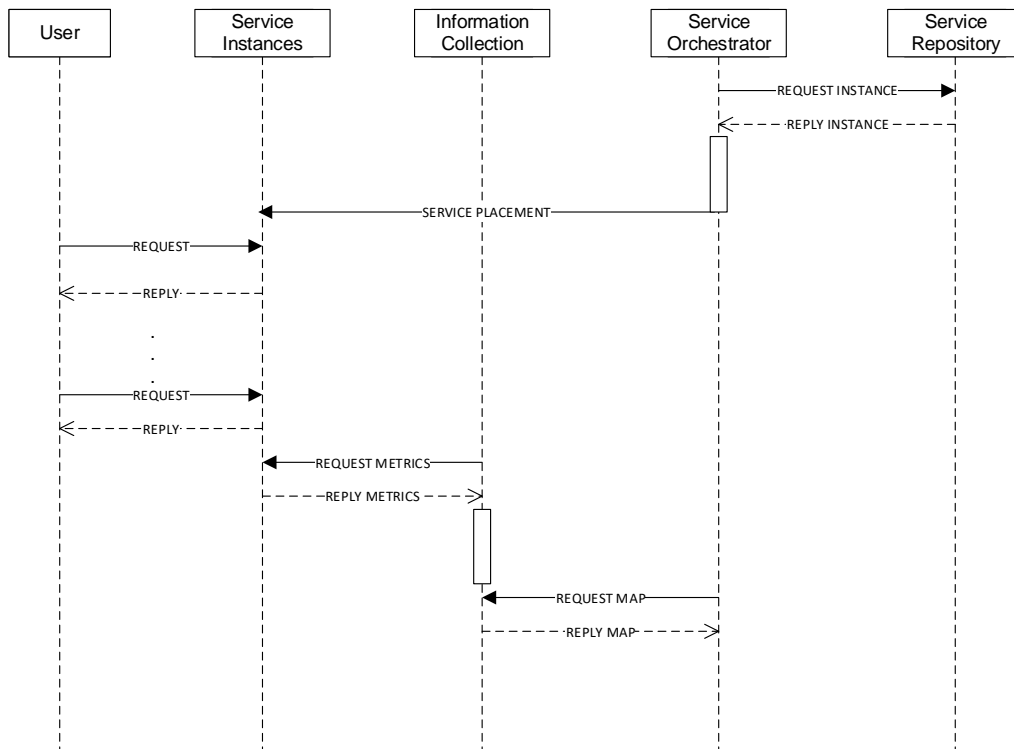 User
Service
Instances
Information
Collection
Service
Orchestrator
Service
Repository
REQUEST INSTANCE
REPLY INSTANCE
SERVICE PLACEMENT
REQUEST
REPLY
.
.
.
REQUEST
REPLY
REQUEST METRICS
REPLY METRICS
REQUEST MAP
REPLY MAP